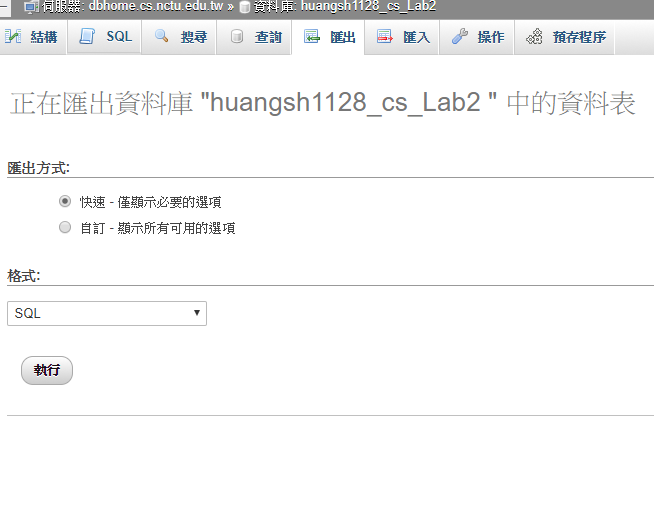 伺服器: dbhome.cs.nctu.edu.tw » 資料庫: huangsh1128_cs_Lab2
結構 SQL 搜尋 查詢 匯出 匯入 操作 預存程序
正在匯出資料庫 "huangsh1128_cs_Lab2 " 中的資料表
匯出方式:
快速 - 僅顯示必要的選項
自訂 - 顯示所有可用的選項
格式:
SQL
執行